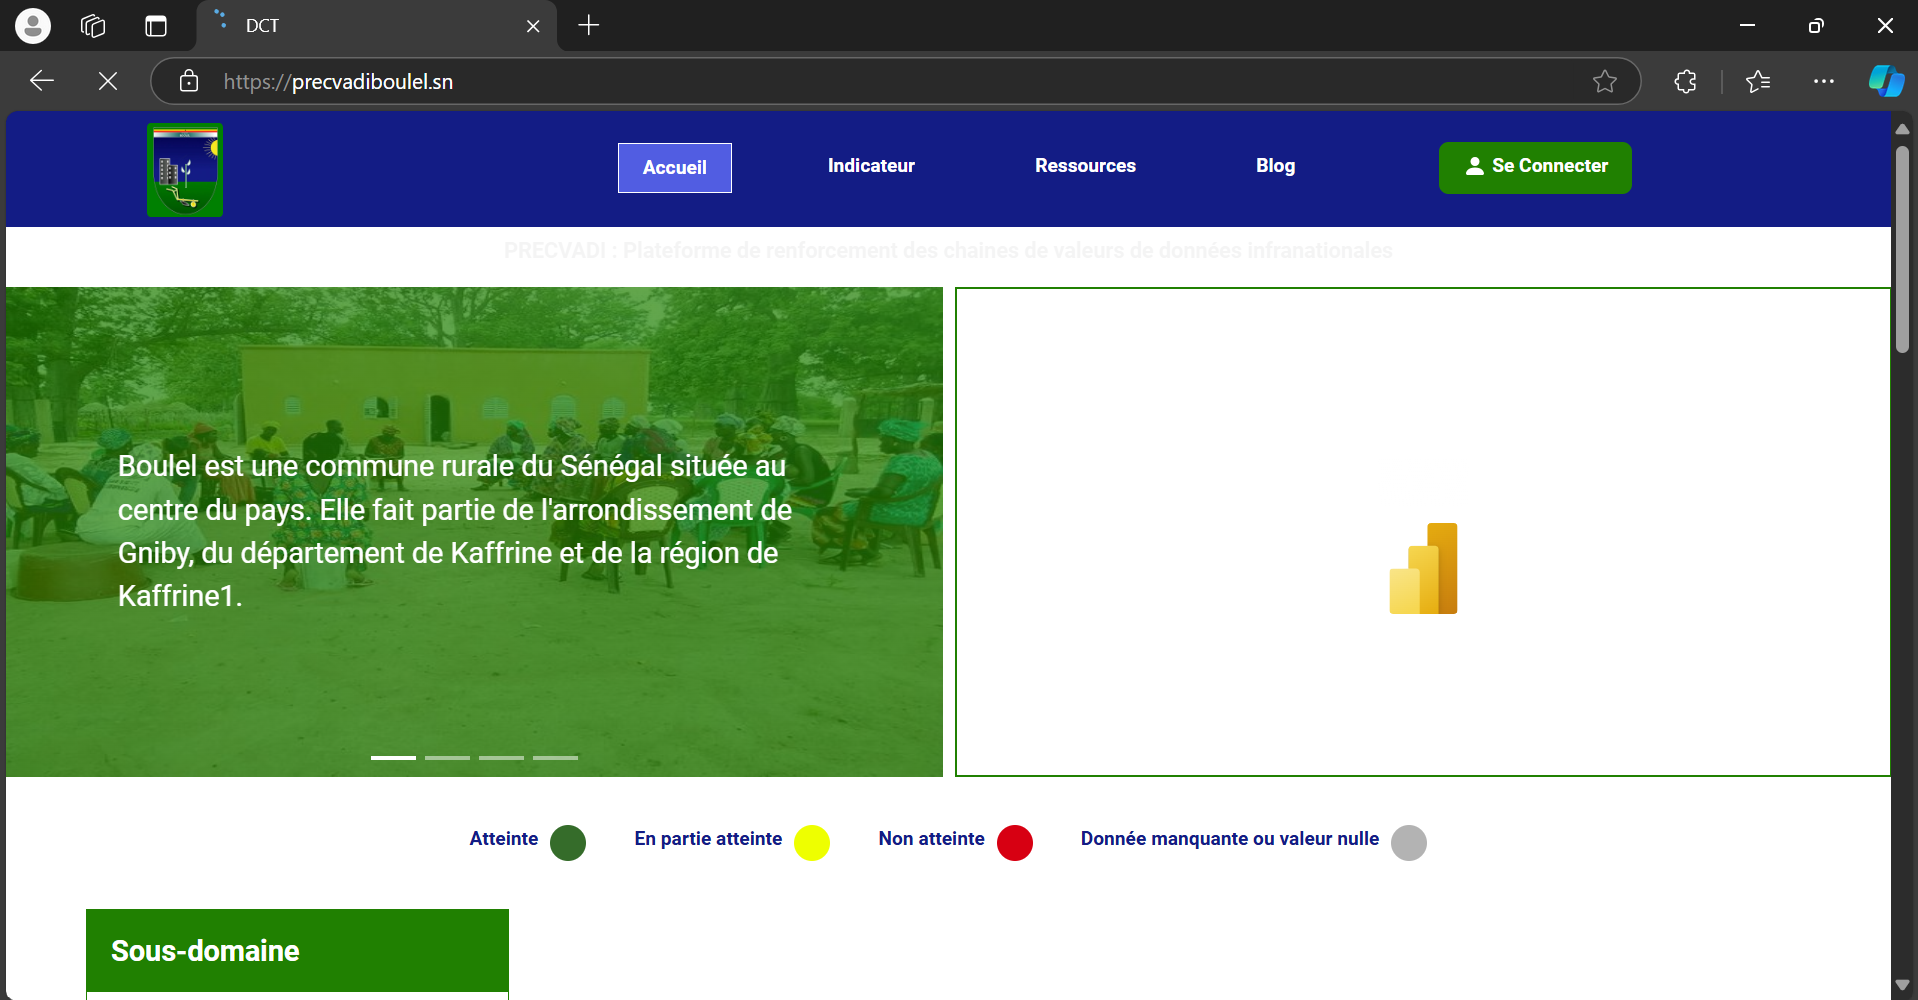 DCT
https://precvadiboulel.sn
Accueil
Indicateur
Ressources
Blog
Se Connecter
PRECVADI : Plateforme de renforcement des chaines de valeurs de données infranationales
Boulel est une commune rurale du Sénégal située au
centre du pays. Elle fait partie de l'arrondissement de
Gniby, du département de Kaffrine et de la région de
Kaffrine1.
Atteinte
En partie atteinte
Non atteinte
Donnée manquante ou valeur nulle
Sous-domaine